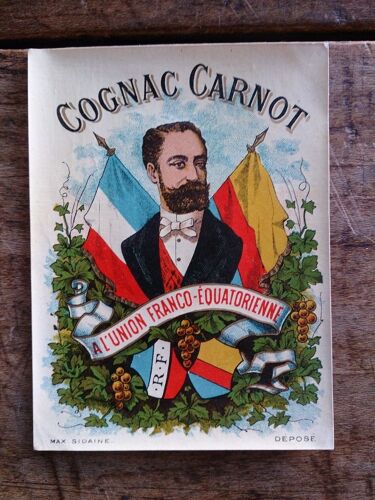 COGNAC CARNOT
A L'UNION FRANCO-ÉQUATORIENNE
·R·F·
MAX SIDAINE.
DÉPOSÉ